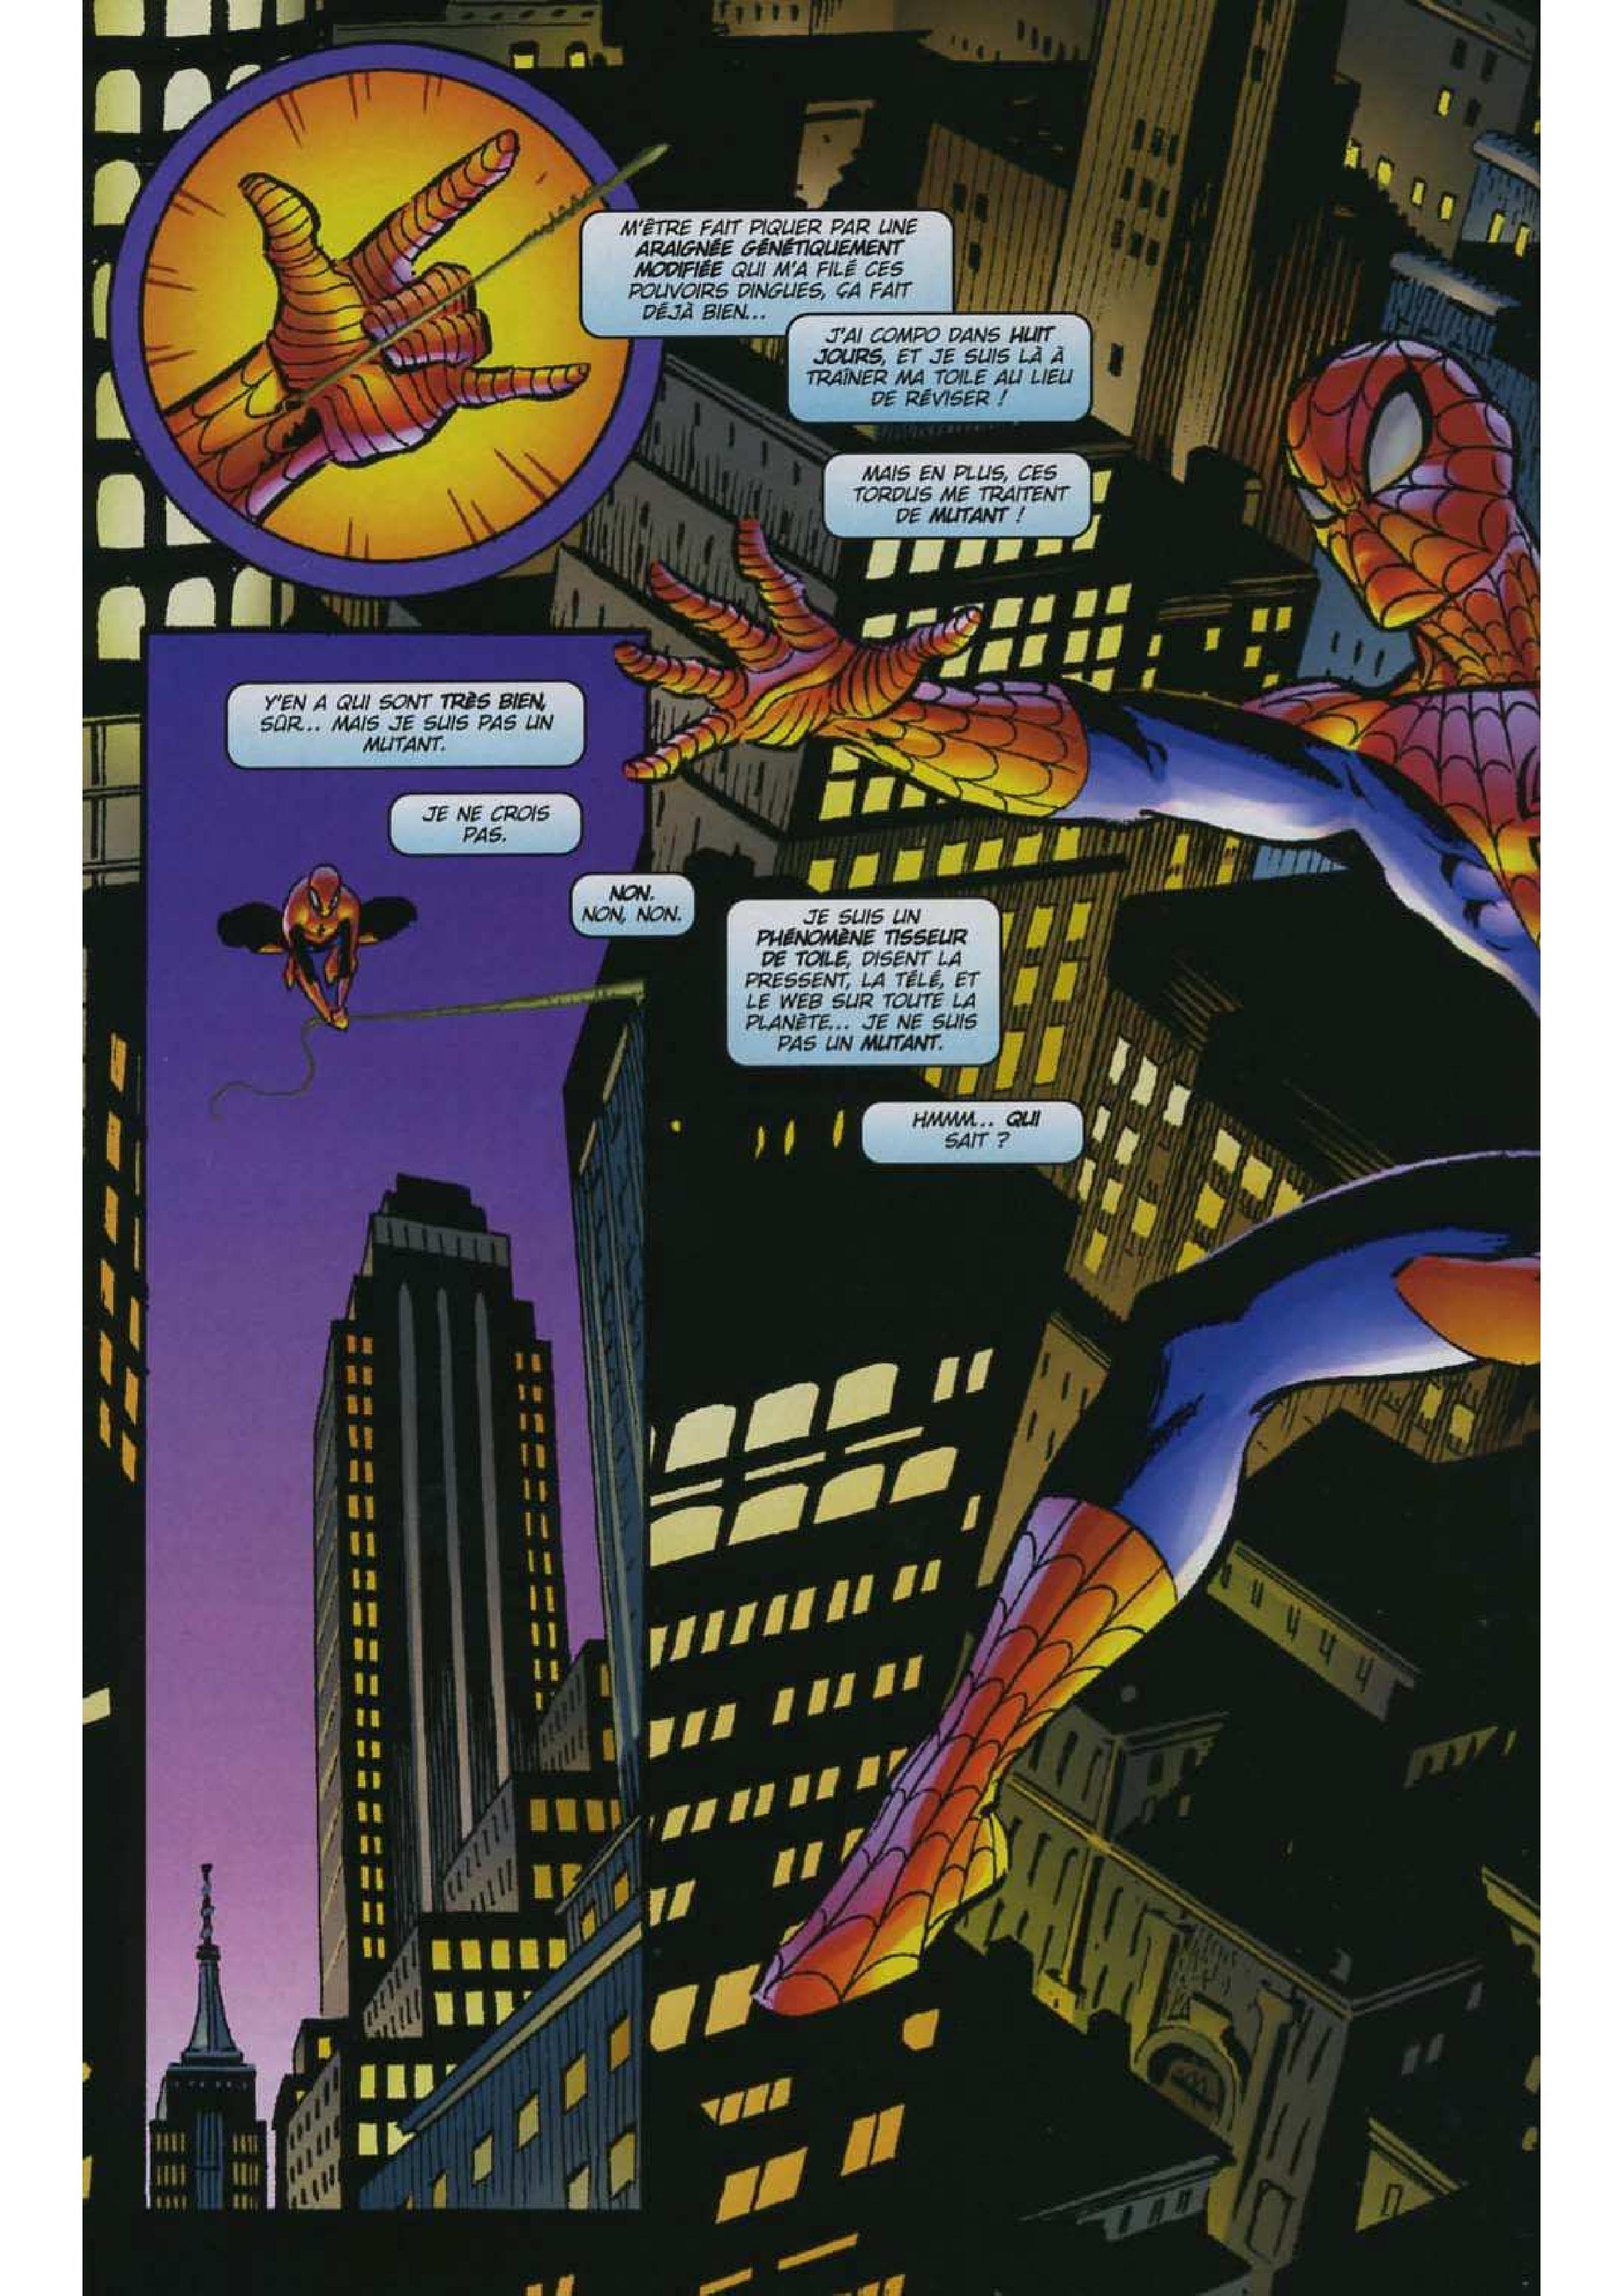 M'ÊTRE FAIT PIQUER PAR UNE
ARAIGNÉE GÉNÉTIQUEMENT
MODIFIÉE QUI M'A FILÉ CES
POUVOIRS DINGUES, ÇA FAIT
DÉJÀ BIEN...
J'AI COMPO DANS HUIT
JOURS, ET JE SUIS LÀ À
TRAÎNER MA TOILE AU LIEU
DE RÉVISER !
MAIS EN PLUS, CES
TORDUS ME TRAITENT
DE MUTANT !
Y'EN A QUI SONT TRÈS BIEN,
SÛR... MAIS JE SUIS PAS UN
MUTANT.
JE NE CROIS
PAS.
NON.
NON, NON.
JE SUIS UN
PHÉNOMÈNE TISSEUR
DE TOILE, DISENT LA
PRESSENT, LA TÉLÉ, ET
LE WEB SUR TOUTE LA
PLANÈTE... JE NE SUIS
PAS UN MUTANT.
HMMM... QUI
SAIT ?